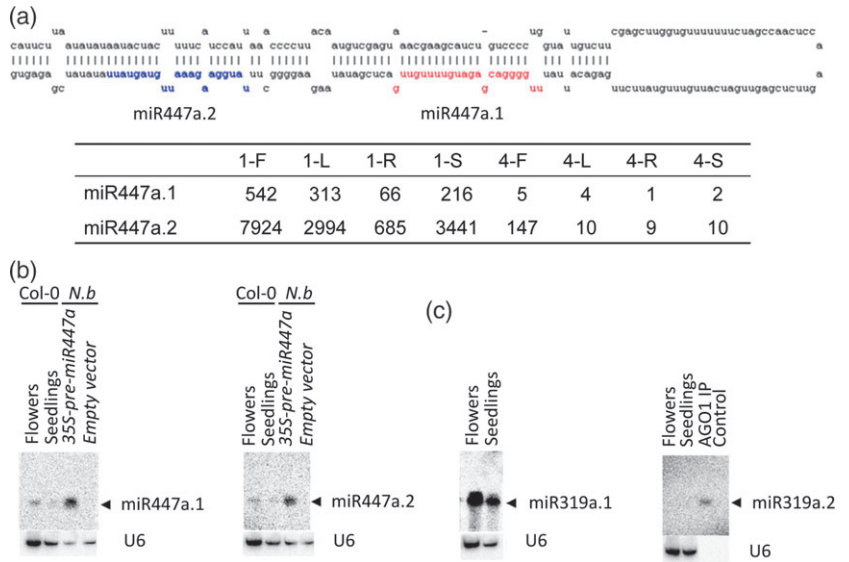 (a)
ua uu a u a aca a - ug u cgagcuugguguuuuuuucuagccaacucc
cauucu auauauaauacuac uuuc uccau aa ccccuu augucgagu aacgaagcaucu gucccc gua ugucuu a
gugaga uauauauuaugaug aaag aggua uu ggggaa uauagcuca uuguuuuguaga cagggg uau acagag a
gc uu a u c gaa g g uu u uucuuauguuuguuacuaguugagcucuug
miR447a.2 miR447a.1
1-F 1-L 1-R 1-S 4-F 4-L 4-R 4-S
miR447a.1 542 313 66 216 5 4 1 2
miR447a.2 7924 2994 685 3441 147 10 9 10
(b)
Col-0 N.b
Flowers
Seedlings
35S-pre-miR447a
Empty vector
miR447a.1
U6
Col-0 N.b
Flowers
Seedlings
35S-pre-miR447a
Empty vector
miR447a.2
U6
(c)
Flowers
Seedlings
miR319a.1
U6
Flowers
Seedlings
AGO1 IP
Control
miR319a.2
U6